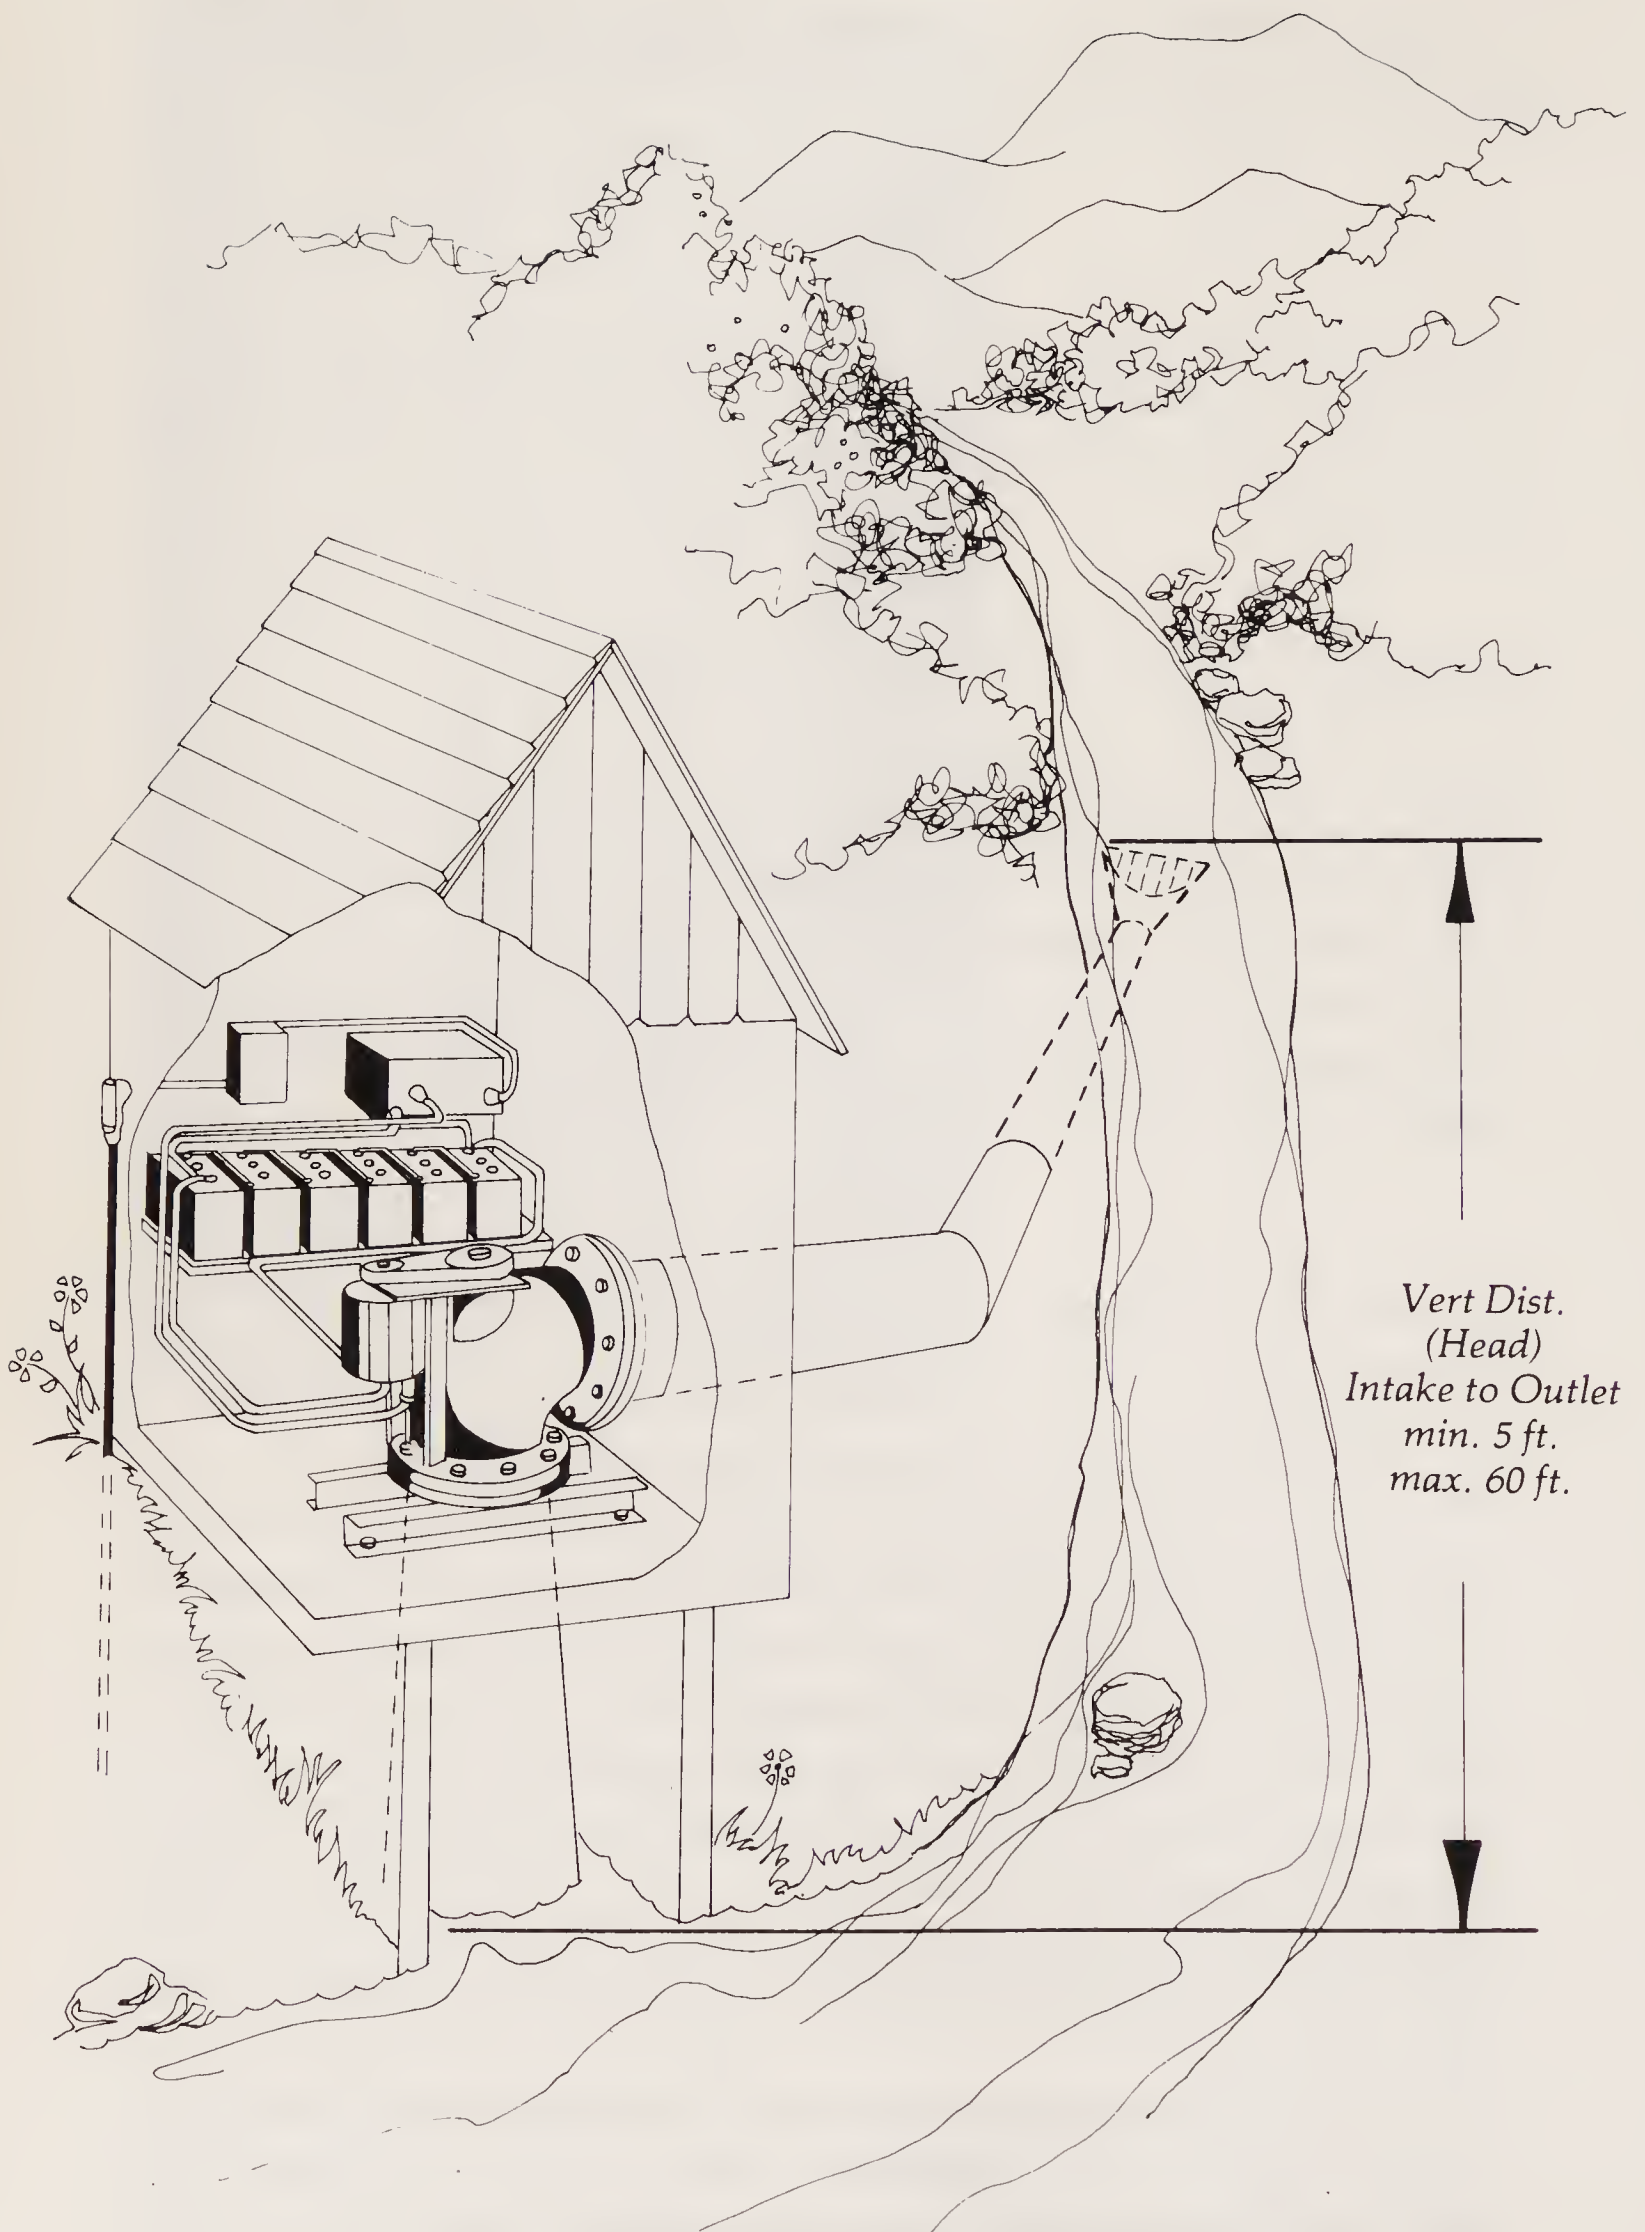 Vert Dist.
(Head)
Intake to Outlet
min. 5 ft.
max. 60 ft.